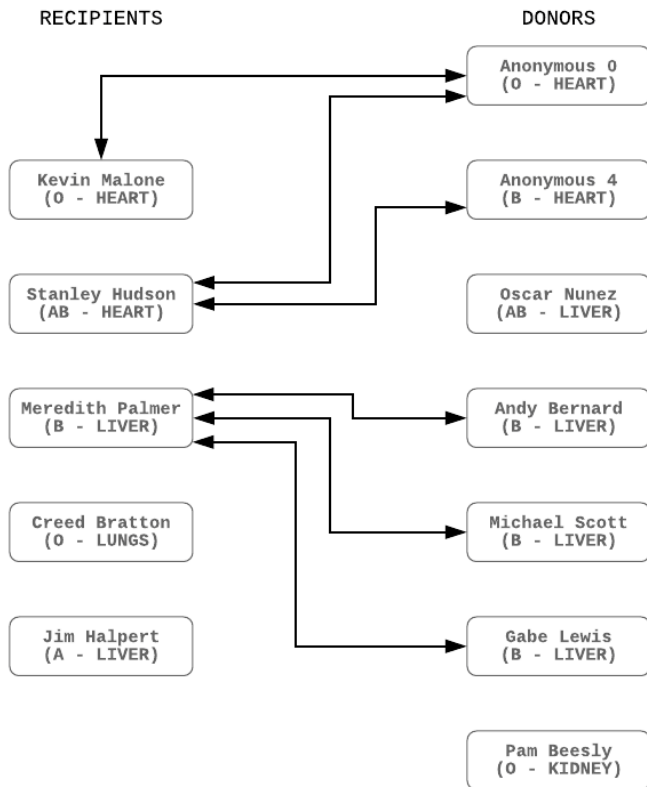 RECIPIENTS
DONORS
Anonymous 0
(O - HEART)
Kevin Malone
(O - HEART)
Anonymous 4
(B - HEART)
Stanley Hudson
(AB - HEART)
Oscar Nunez
(AB - LIVER)
Meredith Palmer
(B - LIVER)
Andy Bernard
(B - LIVER)
Creed Bratton
(O - LUNGS)
Michael Scott
(B - LIVER)
Jim Halpert
(A - LIVER)
Gabe Lewis
(B - LIVER)
Pam Beesly
(O - KIDNEY)